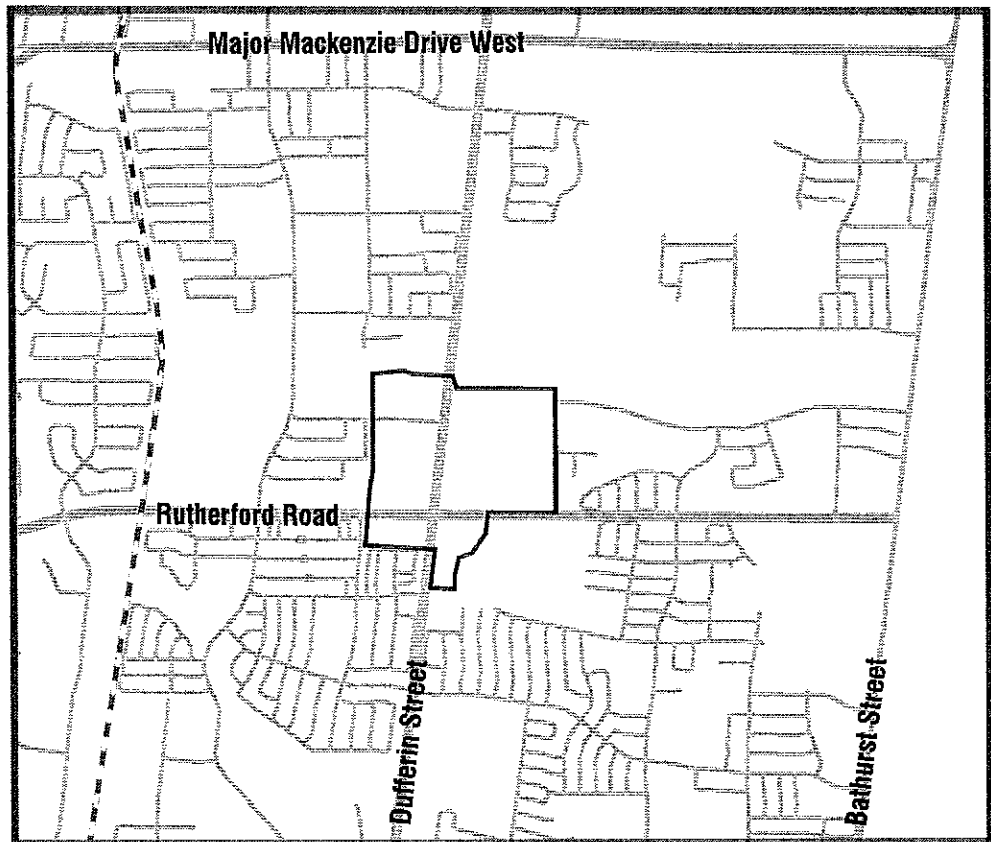 Major Mackenzie Drive West
Rutherford Road
Dufferin Street
Bathurst Street